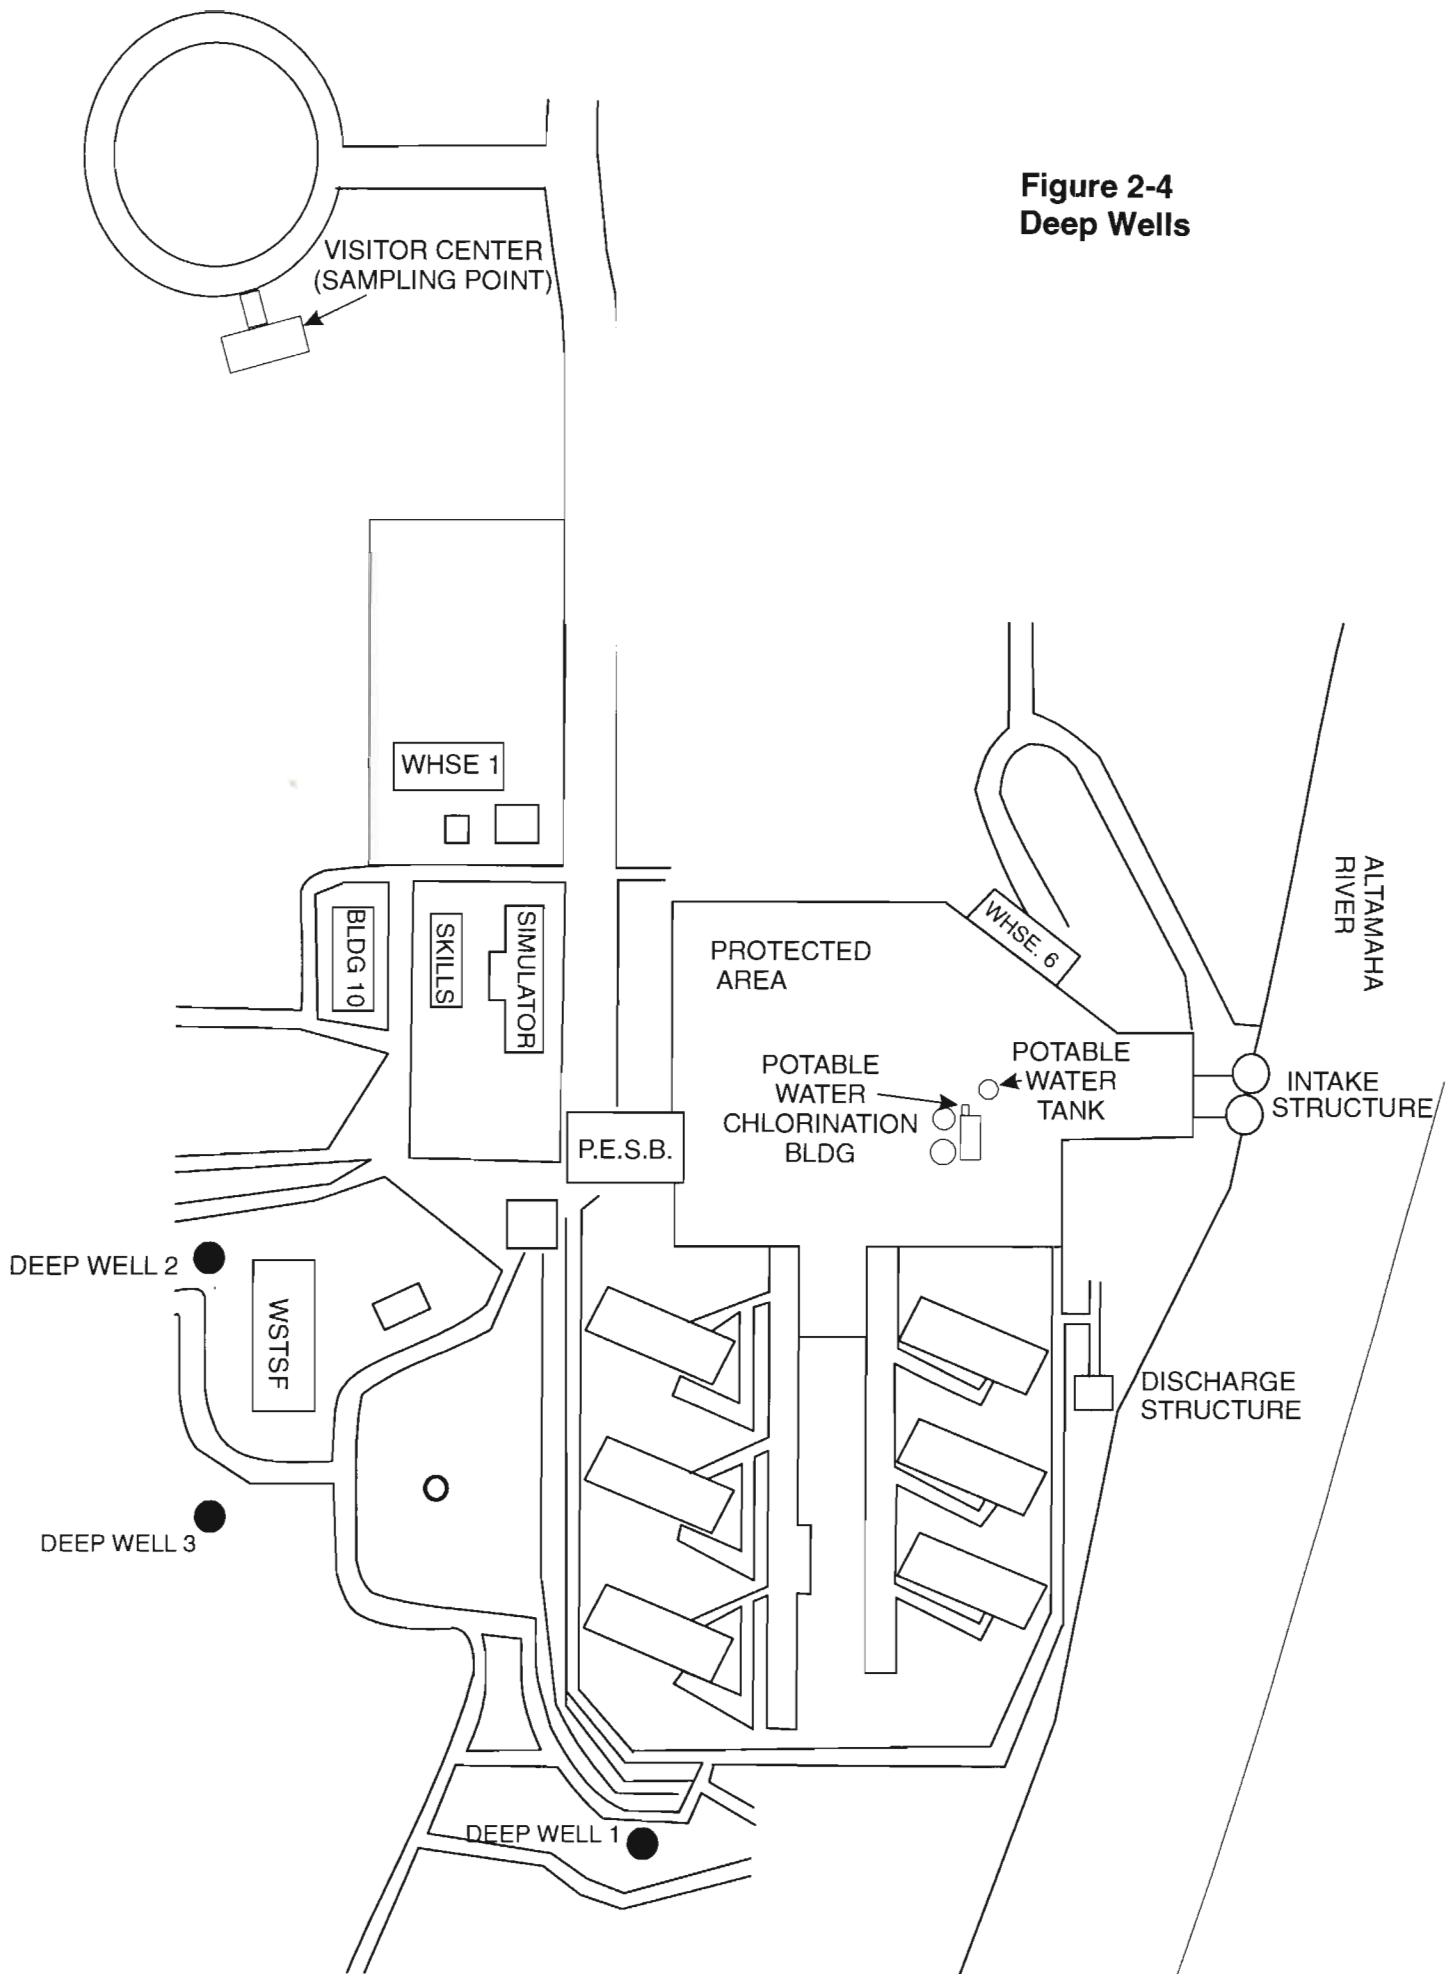 Figure 2-4
Deep Wells
VISITOR CENTER
(SAMPLING POINT)
WHSE 1
BLDG 10
SKILLS
SIMULATOR
PROTECTED
AREA
WHSE. 6
ALTAMAHA
RIVER
POTABLE
WATER
CHLORINATION
BLDG
POTABLE
WATER
TANK
INTAKE
STRUCTURE
P.E.S.B.
DEEP WELL 2
WSTSF
DISCHARGE
STRUCTURE
DEEP WELL 3
DEEP WELL 1